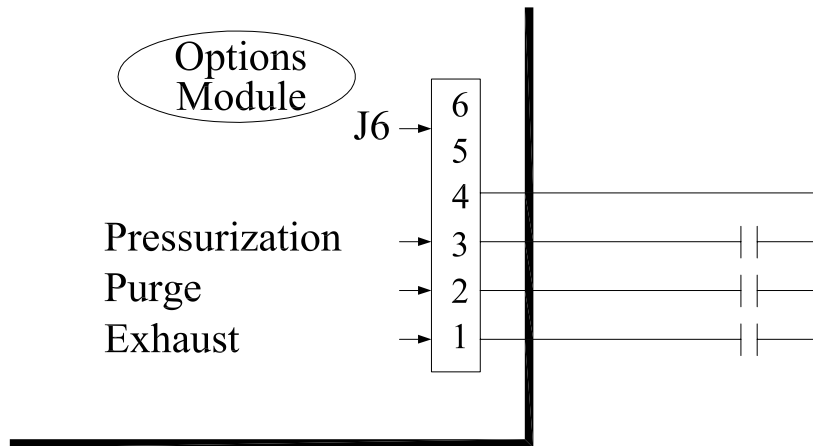 Options
Module
J6
6
5
4
Pressurization 3
Purge 2
Exhaust 1